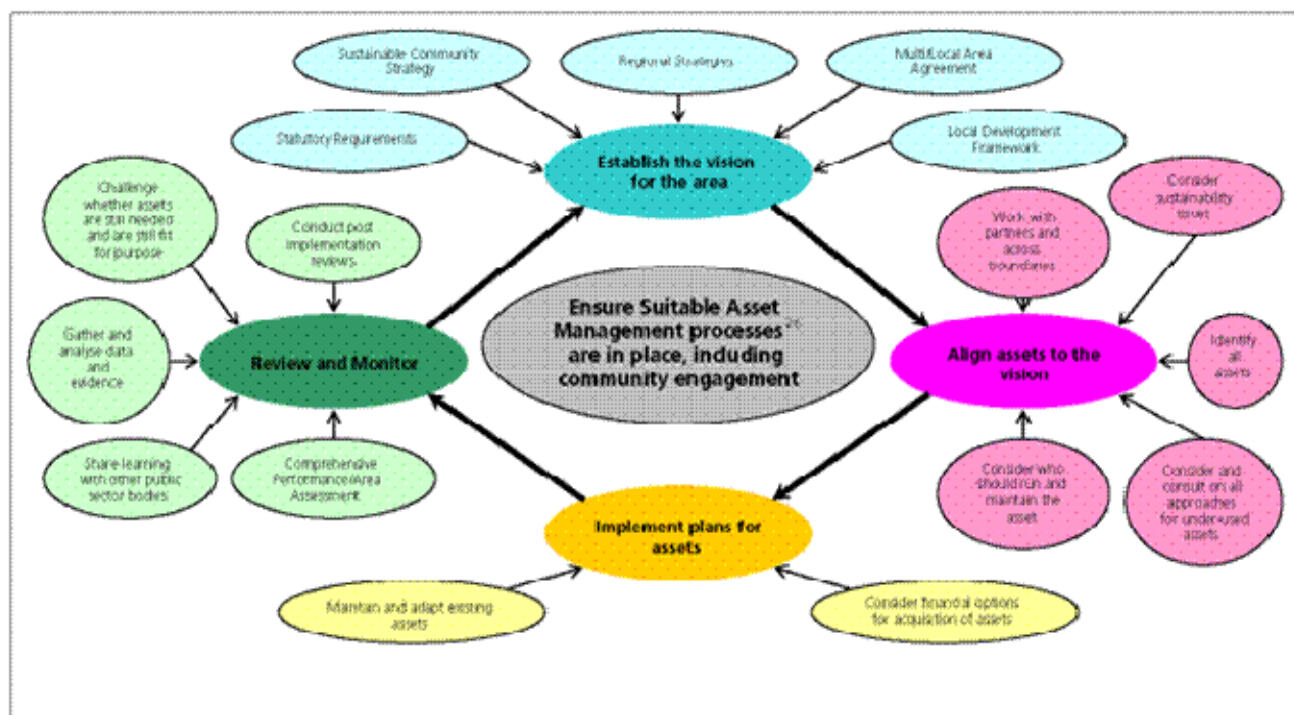 Sustainable Community
Strategy
Regional Strategies
Multi/Local Area
Agreement
Statutory Requirements
Local Development
Framework
Establish the vision
for the area
Challenge
whether assets
are still needed
and are still fit
for purpose
Conduct post
implementation
reviews
Work with
partners and
across
boundaries
Consider
sustainability
Ensure Suitable Asset
Management processes
are in place, including
community engagement
Gather and
analyse data
and
evidence
Review and Monitor
Align assets to the
vision
Identify
all
assets
Share learning
with other public
sector bodies
Comprehensive
Performance/Area
Assessment
Consider who
should run and
maintain the
asset
Consider and
consult on all
approaches
for under-used
assets
Implement plans for
assets
Maintain and adapt existing
assets
Consider financial options
for acquisition of assets